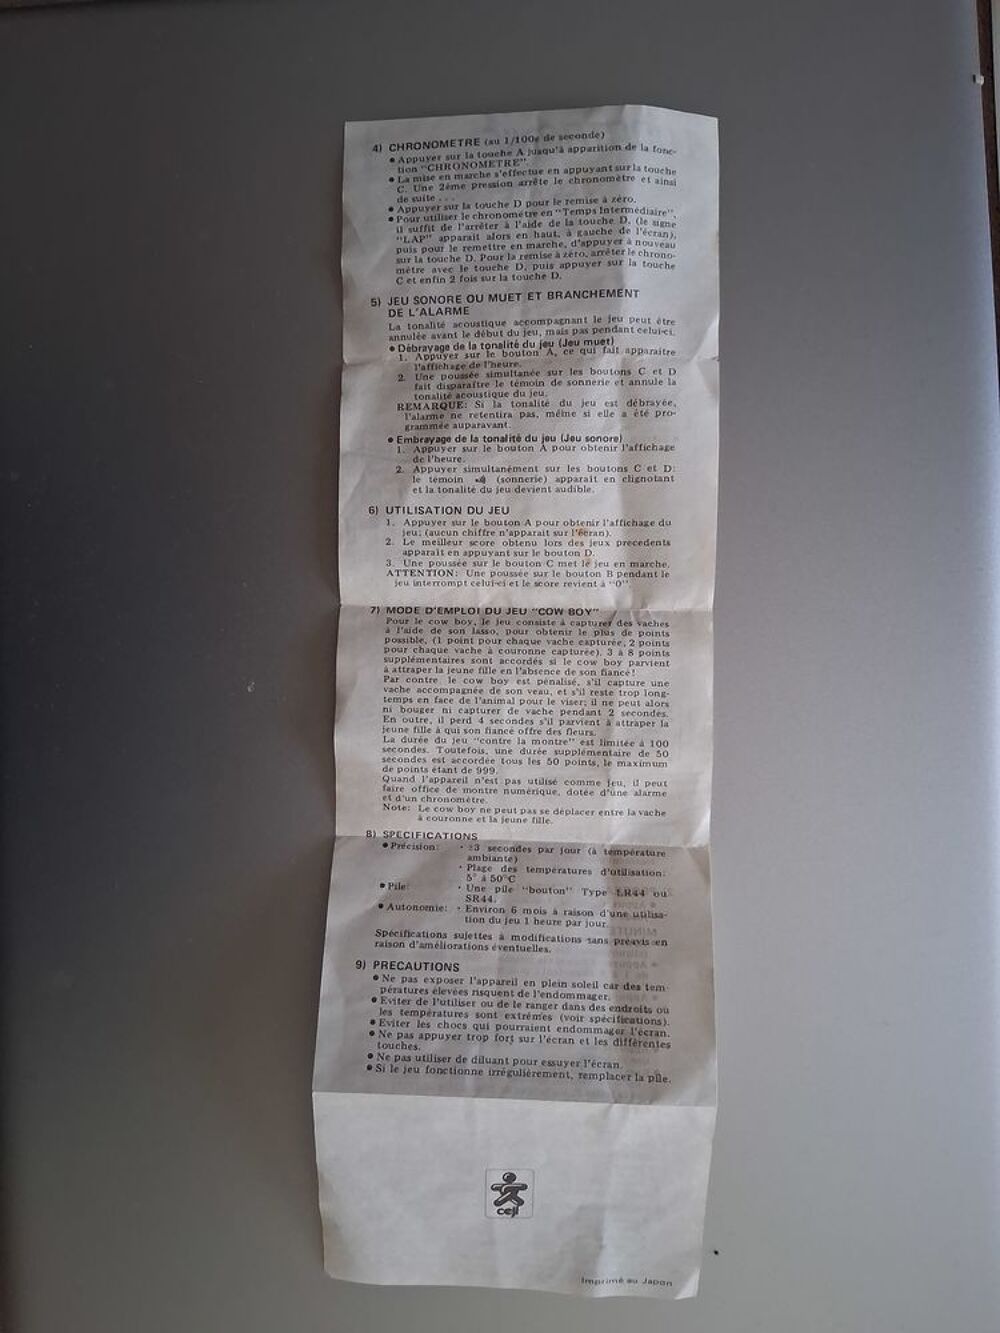 4) CHRONOMETRE (au 1/100e de seconde)
• Appuyer sur la touche A jusqu'à apparition de la fonc-
tion "CHRONOMETRE".
• La mise en marche s'effectue en appuyant sur la touche
C. Une 2ème pression arrête le chronomètre et ainsi
de suite ...
• Appuyer sur la touche D pour le remise à zéro.
• Pour utiliser le chronomètre en "Temps Intermédiaire",
il suffit de l'arrêter à l'aide de la touche D, (le signe
"LAP" apparait alors en haut, à gauche de l'écran),
puis pour le remettre en marche, d'appuyer à nouveau
sur la touche D. Pour la remise à zéro, arrêter le chrono-
mètre avec le touche D, puis appuyer sur la touche
C et enfin 2 fois sur la touche D.
5) JEU SONORE OU MUET ET BRANCHEMENT
DE L'ALARME
La tonalité acoustique accompagnant le jeu peut être
annulée avant le début du jeu, mais pas pendant celui-ci.
• Débrayage de la tonalité du jeu (Jeu muet)
1. Appuyer sur le bouton A, ce qui fait apparaitre
l'affichage de l'heure.
2. Une poussée simultanée sur les boutons C et D
fait disparaître le témoin de sonnerie et annule la
tonalité acoustique du jeu.
REMARQUE: Si la tonalité du jeu est débrayée,
l'alarme ne retentira pas, même si elle a été pro-
grammée auparavant.
• Embrayage de la tonalité du jeu (Jeu sonore)
1. Appuyer sur le bouton A pour obtenir l'affichage
de l'heure.
2. Appuyer simultanément sur les boutons C et D:
le témoin (sonnerie) apparaît en clignotant
et la tonalité du jeu devient audible.
6) UTILISATION DU JEU
1. Appuyer sur le bouton A pour obtenir l'affichage du
jeu; (aucun chiffre n'apparait sur l'écran).
2. Le meilleur score obtenu lors des jeux precedents
apparaît en appuyant sur le bouton D.
3. Une poussée sur le bouton C met le jeu en marche.
ATTENTION: Une poussée sur le bouton B pendant le
jeu interrompt celui-ci et le score revient à "0".
7) MODE D'EMPLOI DU JEU "COW BOY"
Pour le cow boy, le jeu consiste à capturer des vaches
à l'aide de son lasso, pour obtenir le plus de points
possible, (1 point pour chaque vache capturée, 2 points
pour chaque vache à couronne capturée). 3 à 8 points
supplémentaires sont accordés si le cow boy parvient
à attraper la jeune fille en l'absence de son fiancé!
Par contre, le cow boy est pénalisé, s'il capture une
vache accompagnée de son veau, et s'il reste trop long-
temps en face de l'animal pour le viser; il ne peut alors
ni bouger ni capturer de vache pendant 2 secondes.
En outre, il perd 4 secondes s'il parvient à attraper la
jeune fille à qui son fiancé offre des fleurs.
La durée du jeu "contre la montre" est limitée à 100
secondes. Toutefois, une durée supplémentaire de 50
secondes est accordée tous les 50 points, le maximum
de points étant de 999.
Quand l'appareil n'est pas utilisé comme jeu, il peut
faire office de montre numérique, dotée d'une alarme
et d'un chronomètre.
Note: Le cow boy ne peut pas se déplacer entre la vache
à couronne et la jeune fille.
8) SPECIFICATIONS
• Précision: · ±3 secondes par jour (à température
ambiante)
· Plage des températures d'utilisation:
5° à 50°C
• Pile: · Une pile "bouton" Type LR44 ou
SR44.
• Autonomie: · Environ 6 mois à raison d'une utilisa-
tion du jeu 1 heure par jour.
Spécifications sujettes à modifications sans préavis en
raison d'améliorations éventuelles.
9) PRECAUTIONS
• Ne pas exposer l'appareil en plein soleil car des tem-
pératures élevées risquent de l'endommager.
• Eviter de l'utiliser ou de le ranger dans des endroits où
les températures sont extrêmes (voir spécifications).
• Eviter les chocs qui pourraient endommager l'écran.
• Ne pas appuyer trop fort sur l'écran et les différentes
touches.
• Ne pas utiliser de diluant pour essuyer l'écran.
• Si le jeu fonctionne irrégulièrement, remplacer la pile.
ceji
Imprimé au Japon